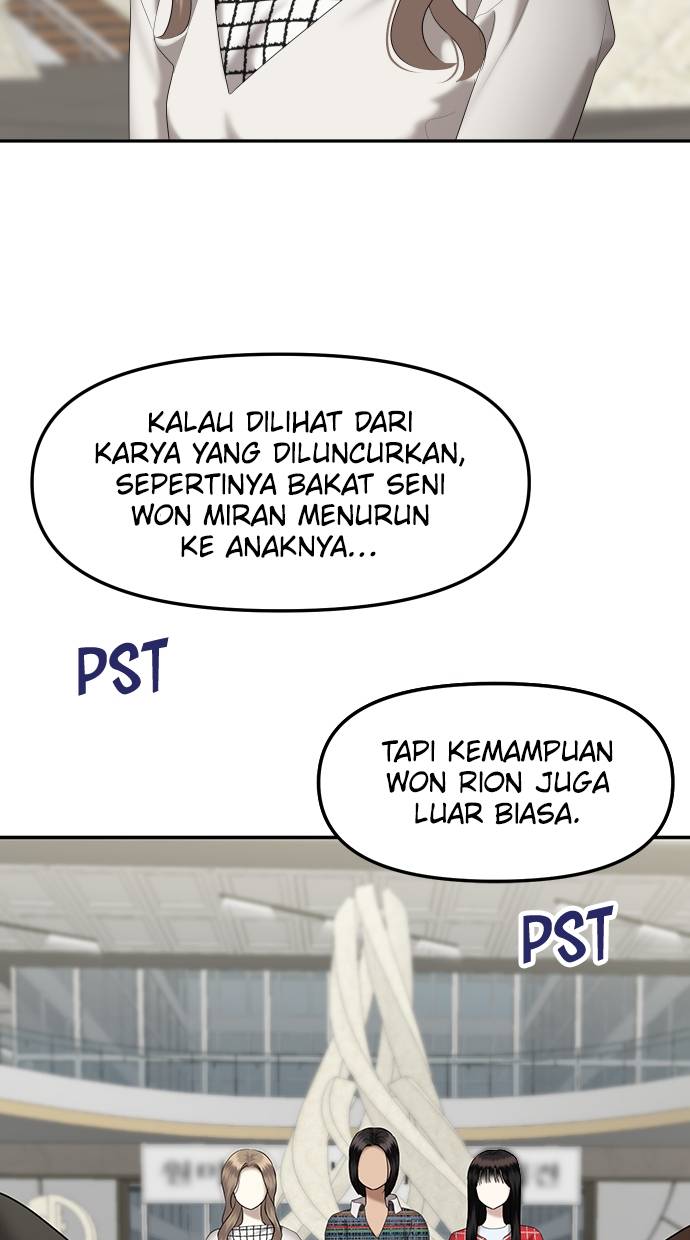 KALAU DILIHAT DARI
KARYA YANG DILUNCURKAN,
SEPERTINYA BAKAT SENI
WON MIRAN MENURUN
KE ANAKNYA...
PST
TAPI KEMAMPUAN
WON RION JUGA
LUAR BIASA.
PST